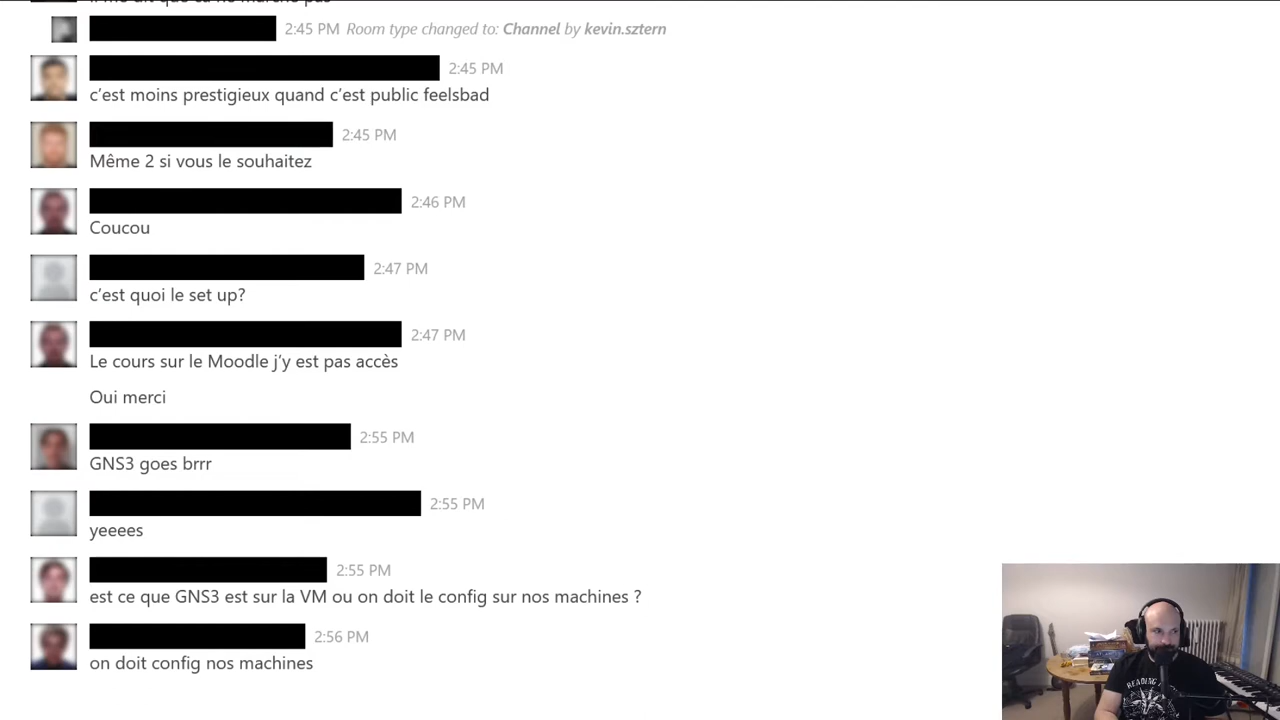 2:45 PM Room type changed to: Channel by kevin.sztern
2:45 PM
c'est moins prestigieux quand c'est public feelsbad
2:45 PM
Même 2 si vous le souhaitez
2:46 PM
Coucou
2:47 PM
c'est quoi le set up?
2:47 PM
Le cours sur le Moodle j'y est pas accès
Oui merci
2:55 PM
GNS3 goes brrr
2:55 PM
yeeees
2:55 PM
est ce que GNS3 est sur la VM ou on doit le config sur nos machines ?
2:56 PM
on doit config nos machines
READING